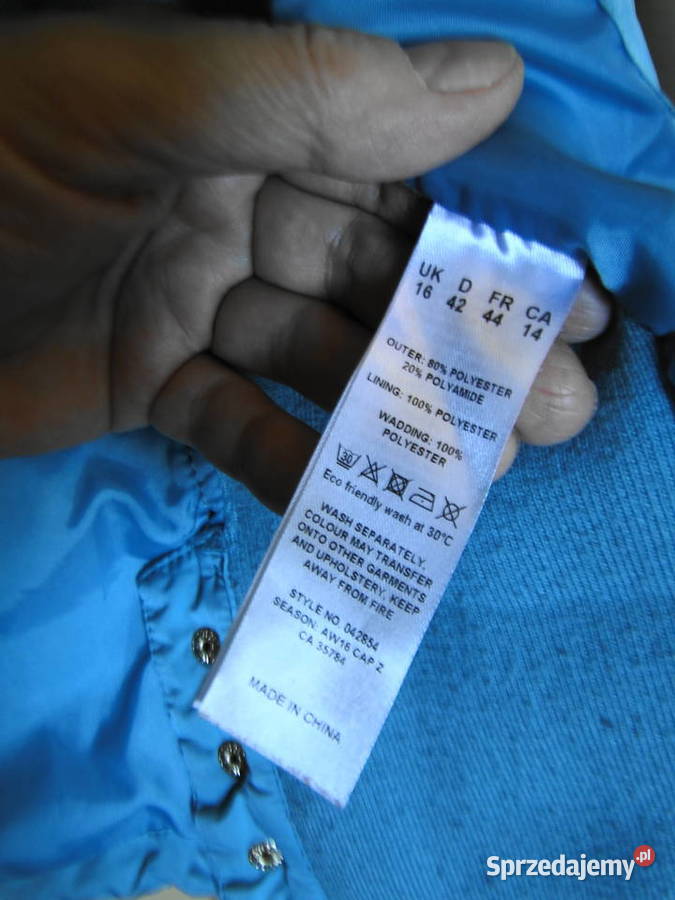 UK D FR CA
16 42 44 14
OUTER: 80% POLYESTER
20% POLYAMIDE
LINING: 100% POLYESTER
WADDING: 100%
POLYESTER
30
Eco friendly wash at 30°C
WASH SEPARATELY,
COLOUR MAY TRANSFER
ONTO OTHER GARMENTS
AND UPHOLSTERY, KEEP
AWAY FROM FIRE
STYLE NO. 042854
SEASON: AW16 CAP 2
CA 35784
MADE IN CHINA
Sprzedajemy.pl